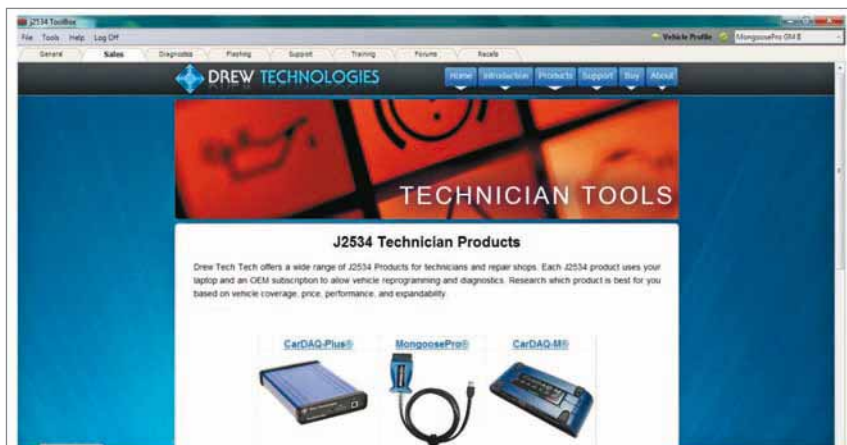 j2534 ToolBox
File Tools Help Log Off
Vehicle Profile MongoosePro GM II
General Sales Diagnostics Flashing Support Training Forums Recalls
DREW TECHNOLOGIES
Home Introduction Products Support Buy About
TECHNICIAN TOOLS
J2534 Technician Products
Drew Tech Tech offers a wide range of J2534 Products for technicians and repair shops. Each J2534 product uses your
laptop and an OEM subscription to allow vehicle reprogramming and diagnostics. Research which product is best for you
based on vehicle coverage, price, performance, and expandability.
CarDAQ-Plus® MongoosePro® CarDAQ-M®